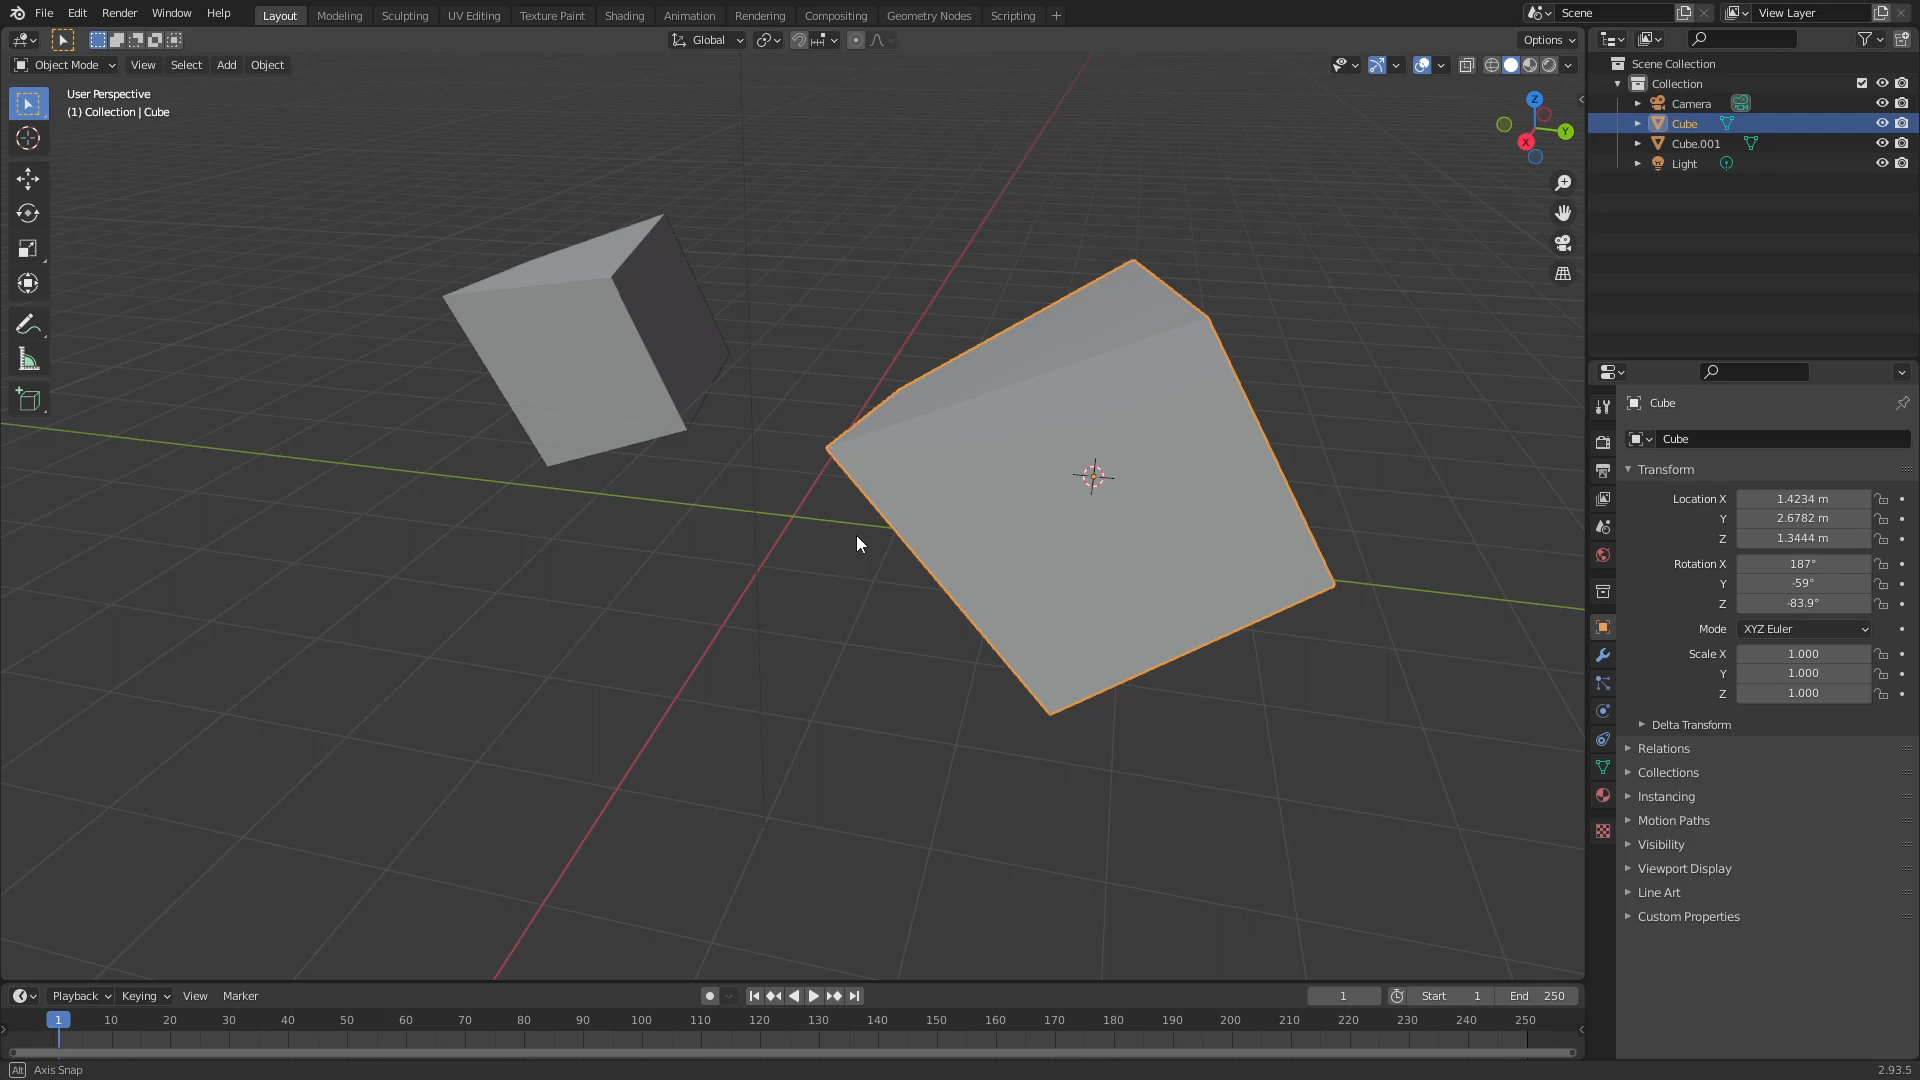 File Edit Render Window Help Layout Modeling Sculpting UV Editing Texture Paint Shading Animation Rendering Compositing Geometry Nodes Scripting + Scene View Layer
Global Options
Object Mode View Select Add Object
User Perspective
(1) Collection | Cube
Z
Y
X
Scene Collection
Collection
Camera
Cube
Cube.001
Light
Cube
Cube
Transform
Location X 1.4234 m
Y 2.6782 m
Z 1.3444 m
Rotation X 187°
Y -59°
Z -83.9°
Mode XYZ Euler
Scale X 1.000
Y 1.000
Z 1.000
Delta Transform
Relations
Collections
Instancing
Motion Paths
Visibility
Viewport Display
Line Art
Custom Properties
Playback Keying View Marker 1 Start 1 End 250
1 10 20 30 40 50 60 70 80 90 100 110 120 130 140 150 160 170 180 190 200 210 220 230 240 250
Alt Axis Snap 2.93.5